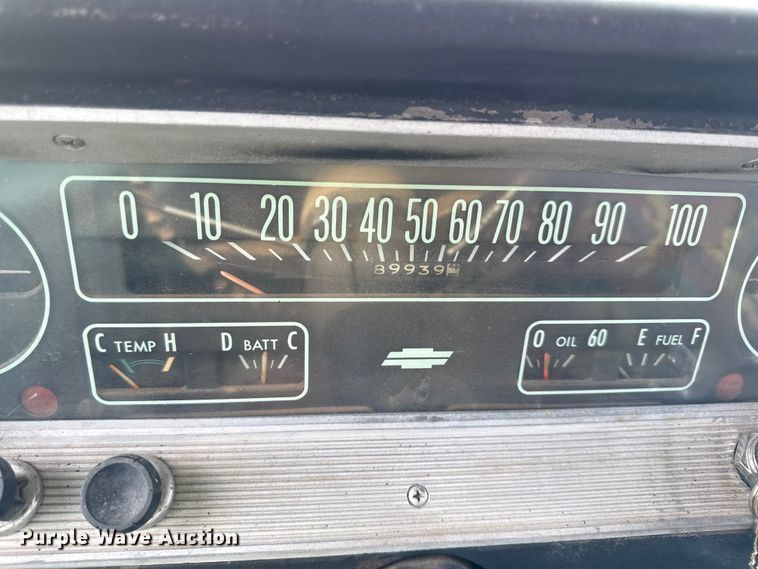 0 10 20 30 40 50 60 70 80 90 100
89939
C TEMP H D BATT C
0 OIL 60 E FUEL F
Purple Wave Auction